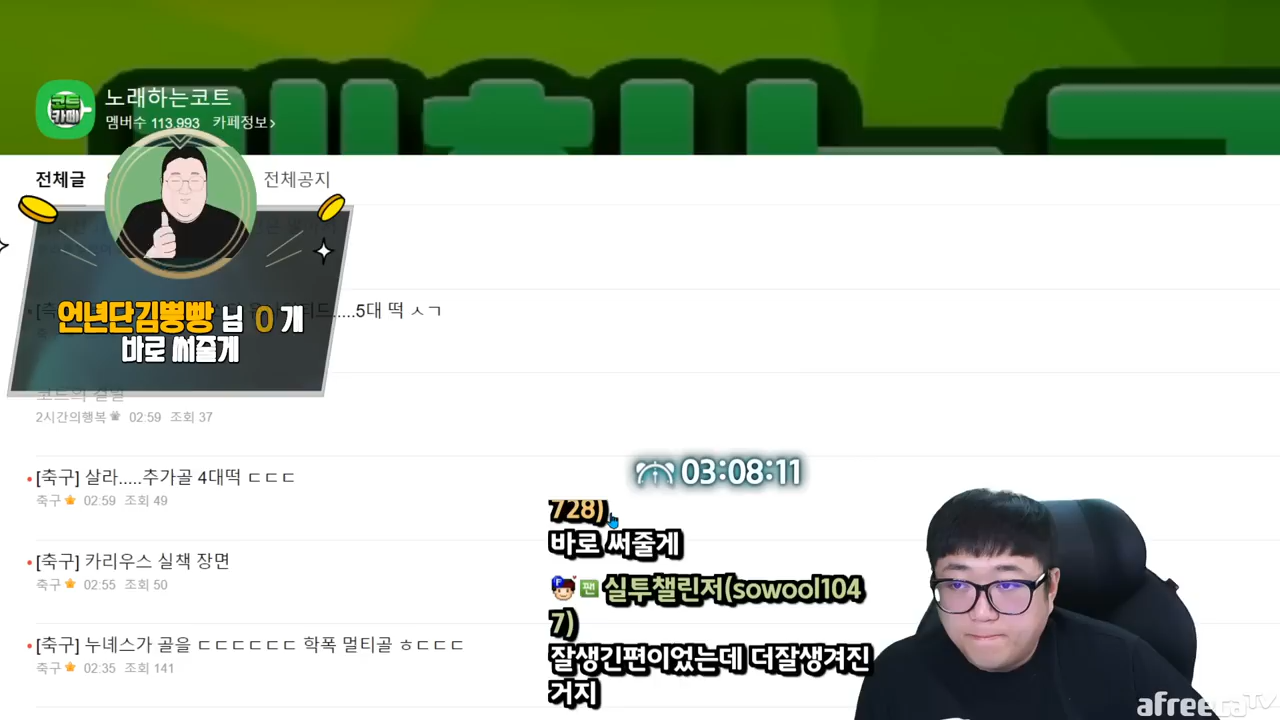 코트
카페
노래하는코트
멤버수 113,993 카페정보
전체글
전체공지
5대 떡 ㅅㄱ
언년단김뿅빵 님 0 개
바로 써줄게
2시간의행복 02:59 조회 37
[축구] 살라.....추가골 4대떡 ㄷㄷㄷ
축구 02:59 조회 49
[축구] 카리우스 실책 장면
축구 02:55 조회 50
[축구] 누녜스가 골을 ㄷㄷㄷㄷㄷㄷ 학폭 멀티골 ㅎㄷㄷㄷ
축구 02:35 조회 141
03:08:11
728)
바로 써줄게
팬 실투챌린저(sowool104
7)
잘생긴편이었는데 더잘생겨진
거지
afreecaTV